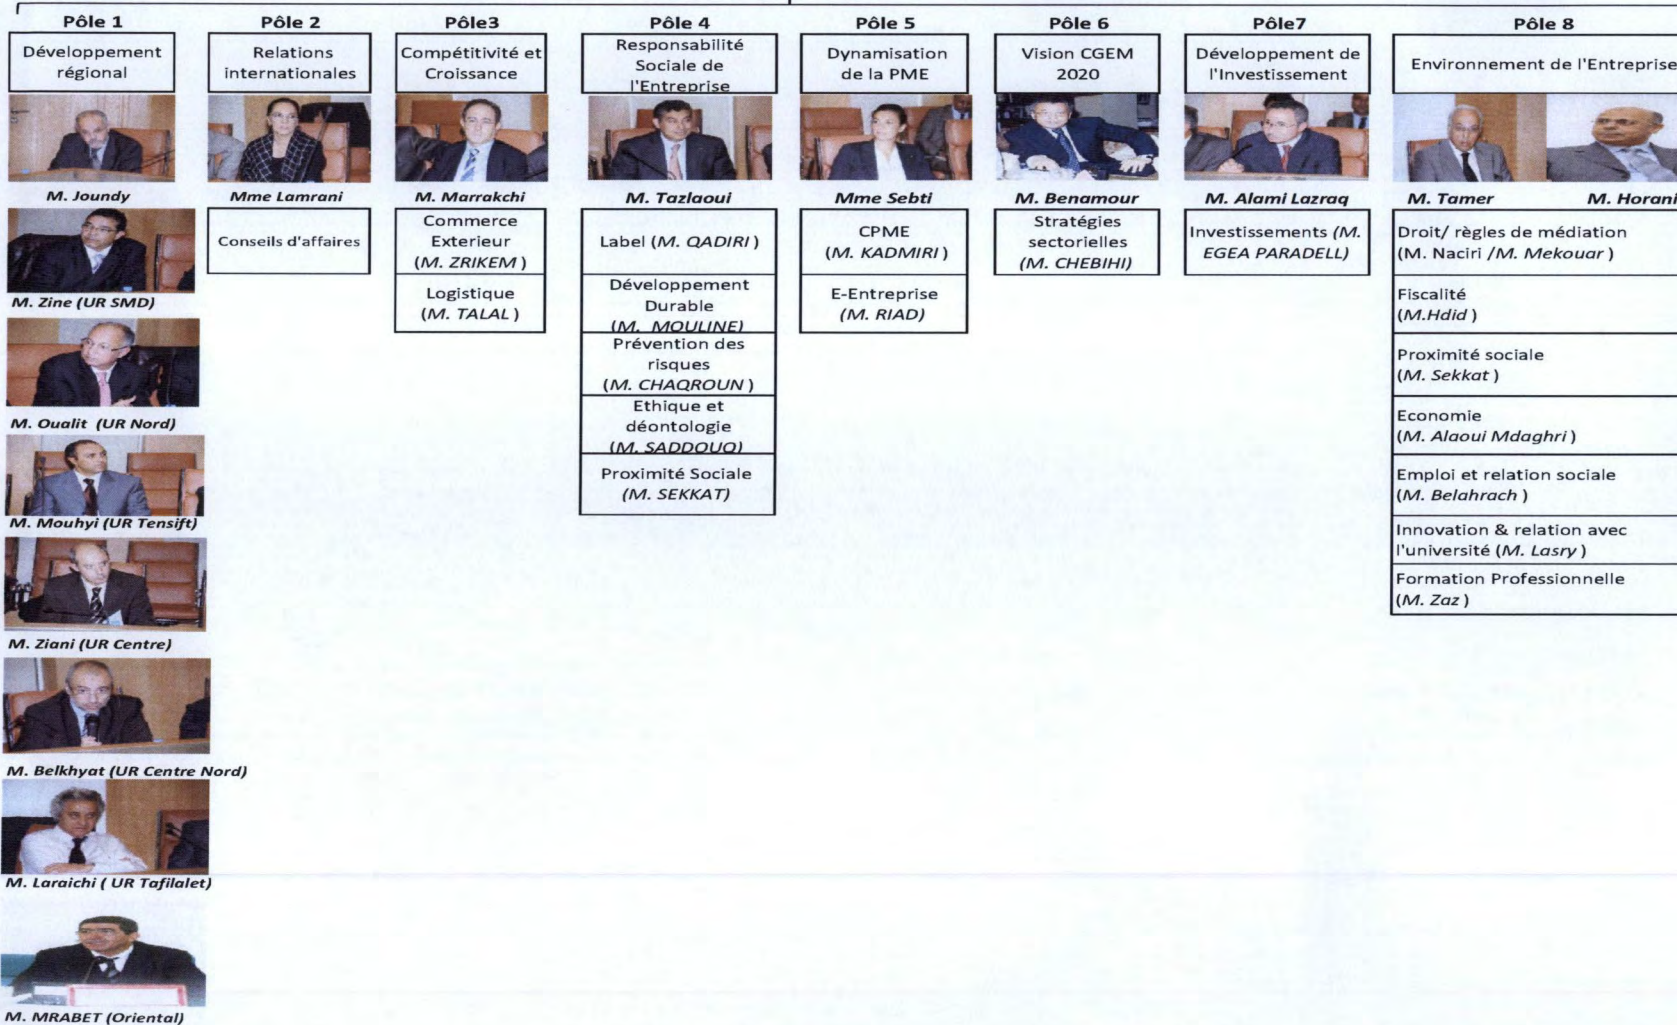 Pôle 1
Développement
régional
M. Joundy
M. Zine (UR SMD)
M. Oualit (UR Nord)
M. Mouhyi (UR Tensift)
M. Ziani (UR Centre)
M. Belkhyat (UR Centre Nord)
M. Laraichi ( UR Tafilalet)
M. MRABET (Oriental)
Pôle 2
Relations
internationales
Mme Lamrani
Conseils d'affaires
Pôle3
Compétitivité et
Croissance
M. Marrakchi
Commerce
Exterieur
(M. ZRIKEM )
Logistique
(M. TALAL )
Pôle 4
Responsabilité
Sociale de
l'Entreprise
M. Tazlaoui
Label (M. QADIRI )
Développement
Durable
(M. MOULINE)
Prévention des
risques
(M. CHAQROUN )
Ethique et
déontologie
(M. SADDOUQ)
Proximité Sociale
(M. SEKKAT)
Pôle 5
Dynamisation
de la PME
Mme Sebti
CPME
(M. KADMIRI )
E-Entreprise
(M. RIAD)
Pôle 6
Vision CGEM
2020
M. Benamour
Stratégies
sectorielles
(M. CHEBIHI)
Pôle7
Développement de
l'Investissement
M. Alami Lazraq
Investissements (M.
EGEA PARADELL)
Pôle 8
Environnement de l'Entreprise
M. Tamer M. Horani
Droit/ règles de médiation
(M. Naciri /M. Mekouar )
Fiscalité
(M.Hdid )
Proximité sociale
(M. Sekkat )
Economie
(M. Alaoui Mdaghri )
Emploi et relation sociale
(M. Belahrach )
Innovation & relation avec
l'université (M. Lasry )
Formation Professionnelle
(M. Zaz )